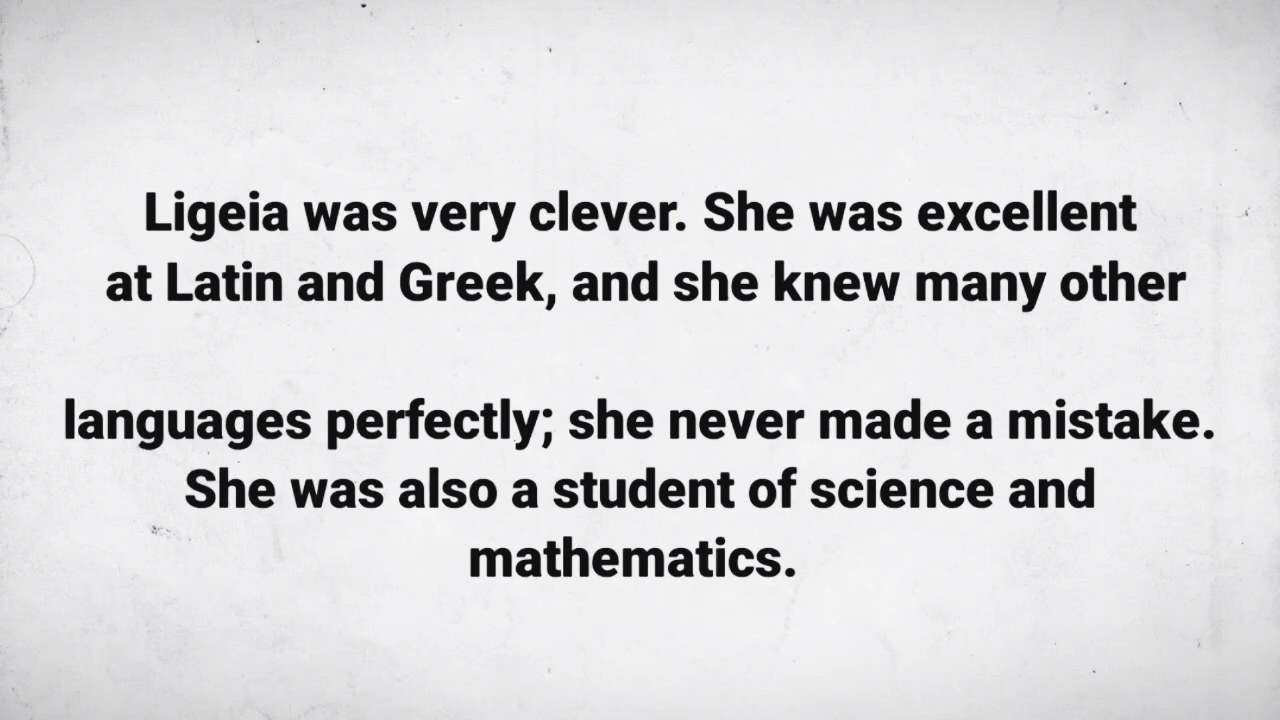 Ligeia was very clever. She was excellent
at Latin and Greek, and she knew many other
languages perfectly; she never made a mistake.
She was also a student of science and
mathematics.